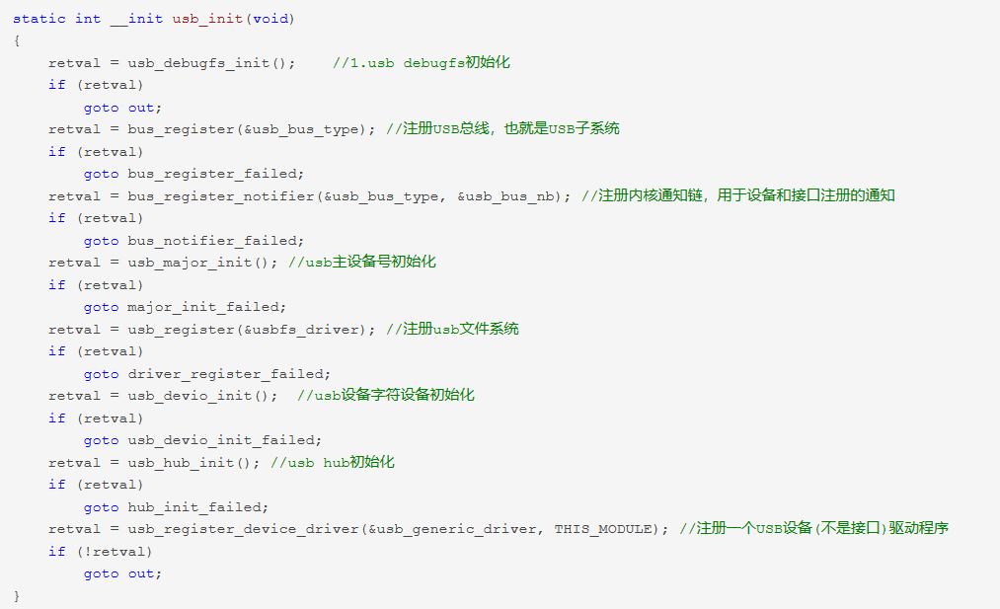 static int __init usb_init(void)
{
    retval = usb_debugfs_init();    //1.usb debugfs初始化
    if (retval)
        goto out;
    retval = bus_register(&usb_bus_type); //注册USB总线，也就是USB子系统
    if (retval)
        goto bus_register_failed;
    retval = bus_register_notifier(&usb_bus_type, &usb_bus_nb); //注册内核通知链，用于设备和接口注册的通知
    if (retval)
        goto bus_notifier_failed;
    retval = usb_major_init(); //usb主设备号初始化
    if (retval)
        goto major_init_failed;
    retval = usb_register(&usbfs_driver); //注册usb文件系统
    if (retval)
        goto driver_register_failed;
    retval = usb_devio_init();  //usb设备字符设备初始化
    if (retval)
        goto usb_devio_init_failed;
    retval = usb_hub_init(); //usb hub初始化
    if (retval)
        goto hub_init_failed;
    retval = usb_register_device_driver(&usb_generic_driver, THIS_MODULE); //注册一个USB设备(不是接口)驱动程序
    if (!retval)
        goto out;
}